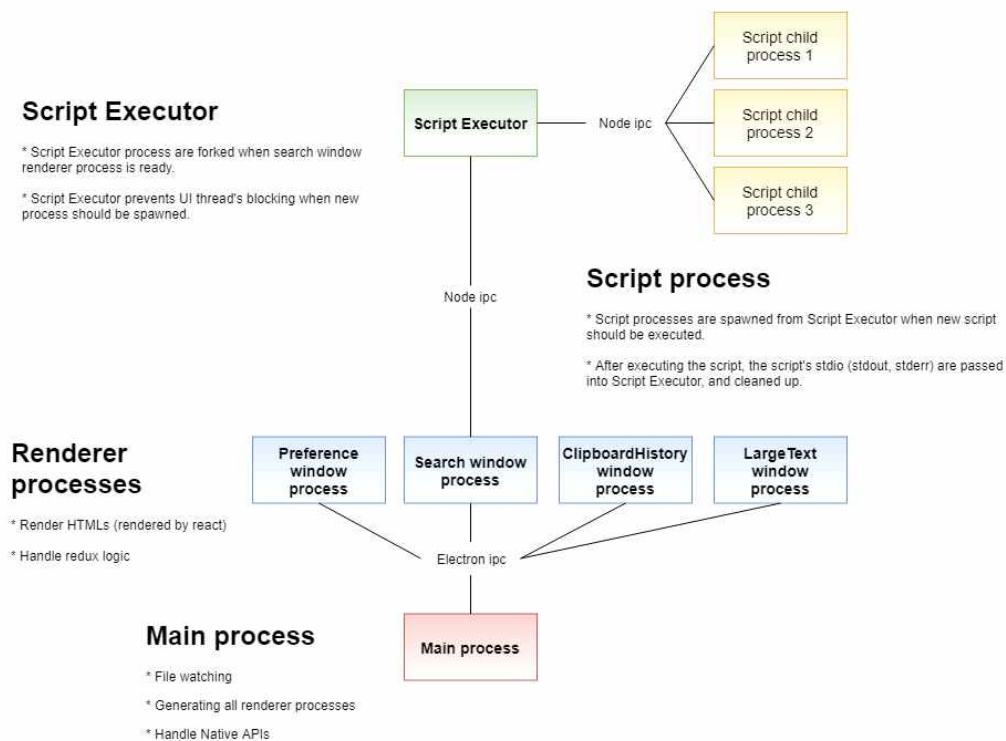 Script child
process 1
Script Executor
Script Executor
Node ipc
Script child
process 2
* Script Executor process are forked when search window
renderer process is ready.
* Script Executor prevents UI thread's blocking when new
process should be spawned.
Script child
process 3
Node ipc
Script process
* Script processes are spawned from Script Executor when new script
should be executed.
* After executing the script, the script's stdio (stdout, stderr) are passed
into Script Executor, and cleaned up.
Renderer
processes
* Render HTMLs (rendered by react)
* Handle redux logic
Preference
window
process
Search window
process
ClipboardHistory
window
process
LargeText
window
process
Electron ipc
Main process
* File watching
* Generating all renderer processes
* Handle Native APIs
Main process